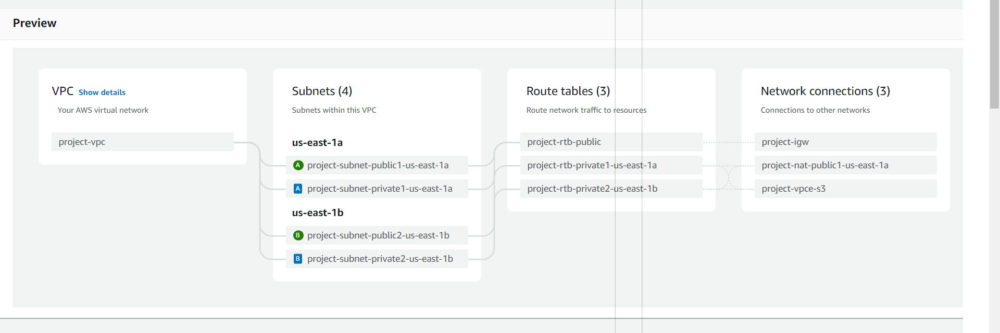 Preview
VPC Show details
Your AWS virtual network
project-vpc
Subnets (4)
Subnets within this VPC
us-east-1a
A project-subnet-public1-us-east-1a
A project-subnet-private1-us-east-1a
us-east-1b
B project-subnet-public2-us-east-1b
B project-subnet-private2-us-east-1b
Route tables (3)
Route network traffic to resources
project-rtb-public
project-rtb-private1-us-east-1a
project-rtb-private2-us-east-1b
Network connections (3)
Connections to other networks
project-igw
project-nat-public1-us-east-1a
project-vpce-s3